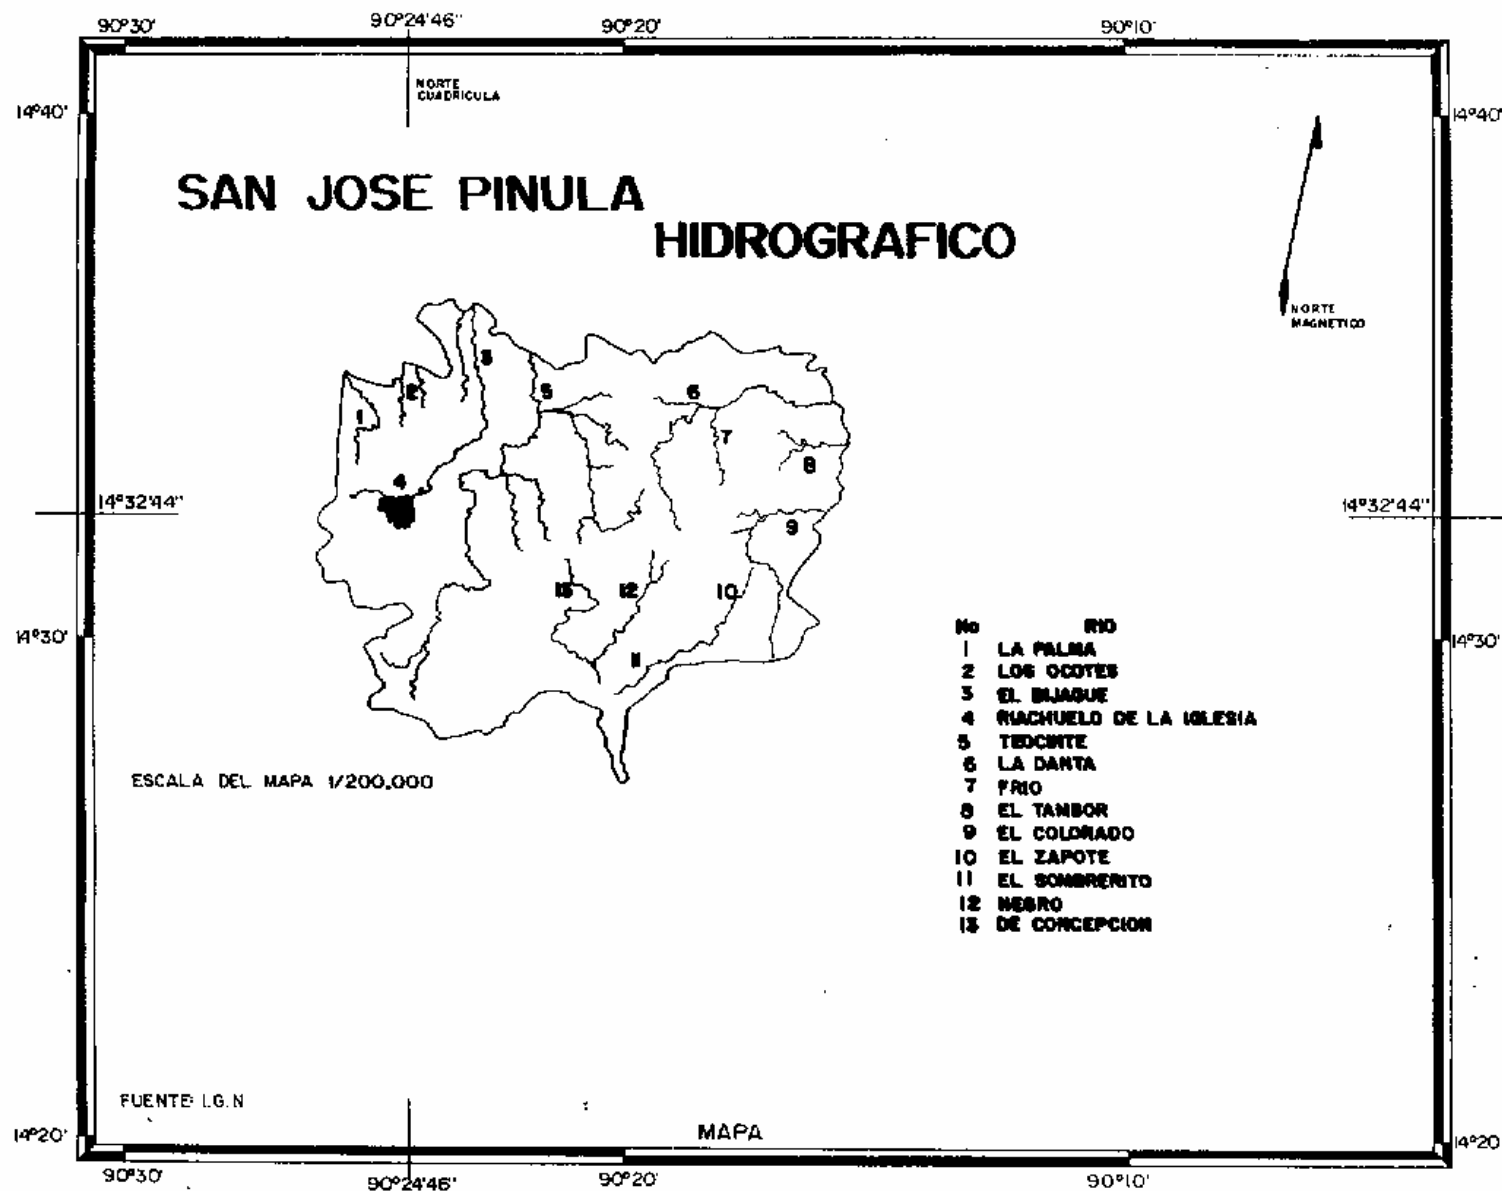 90°30' 90°24'46" 90°20' 90°10'
NORTE
CUADRICULA
14°40' 14°40'
SAN JOSE PINULA
HIDROGRAFICO
NORTE
MAGNETICO
3
2 5 6
1 7
8
4
14°32'44" 14°32'44"
9
13 12 10
11
14°30' 14°30'
No RIO
1 LA PALMA
2 LOS OCOTES
3 EL BIJAGUE
4 RIACHUELO DE LA IGLESIA
5 TEOCINTE
6 LA DANTA
7 FRIO
8 EL TAMBOR
9 EL COLORADO
10 EL ZAPOTE
11 EL SOMBRERITO
12 NEGRO
13 DE CONCEPCION
ESCALA DEL MAPA 1/200,000
FUENTE: I.G.N
MAPA
14°20' 14°20
90°30' 90°24'46' 90°20' 90°10'